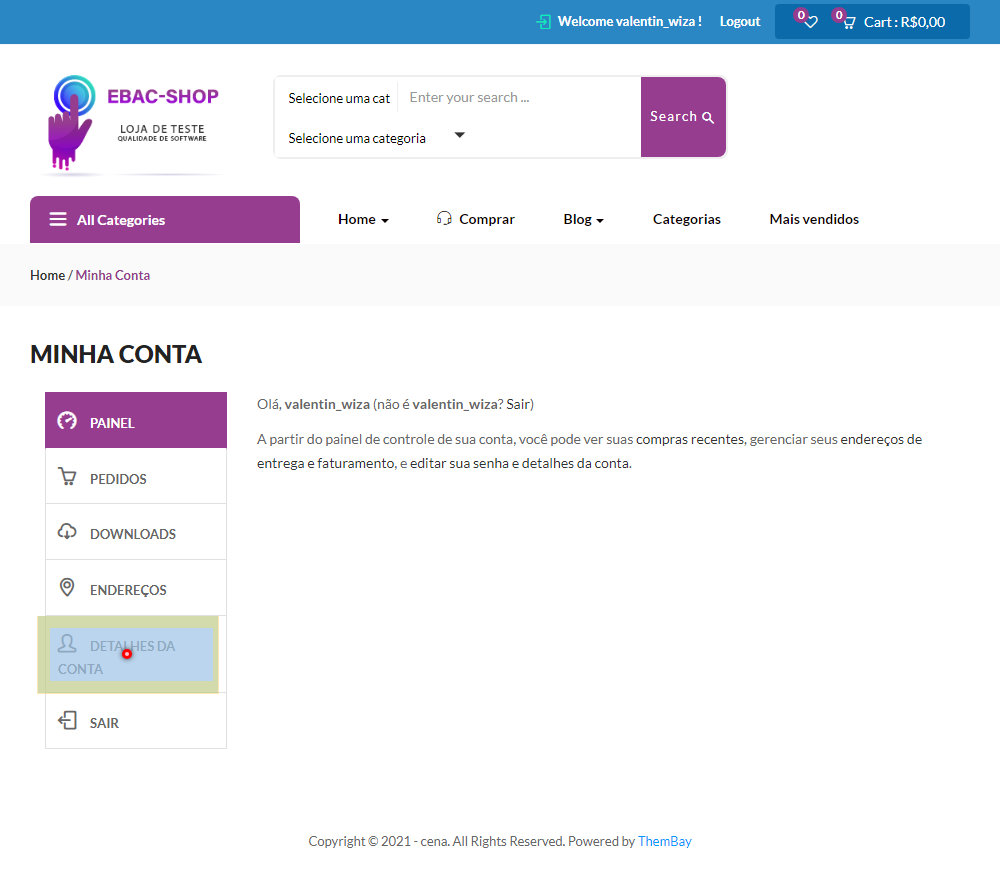 Welcome valentin_wiza ! Logout 0 0 Cart : R$0,00
EBAC-SHOP
LOJA DE TESTE
QUALIDADE DE SOFTWARE
Selecione uma cat Enter your search ...
Selecione uma categoria
Search
All Categories Home Comprar Blog Categorias Mais vendidos
Home / Minha Conta
MINHA CONTA
PAINEL
PEDIDOS
DOWNLOADS
ENDEREÇOS
DETALHES DA
CONTA
SAIR
Olá, valentin_wiza (não é valentin_wiza? Sair)
A partir do painel de controle de sua conta, você pode ver suas compras recentes, gerenciar seus endereços de
entrega e faturamento, e editar sua senha e detalhes da conta.
Copyright © 2021 - cena. All Rights Reserved. Powered by ThemBay